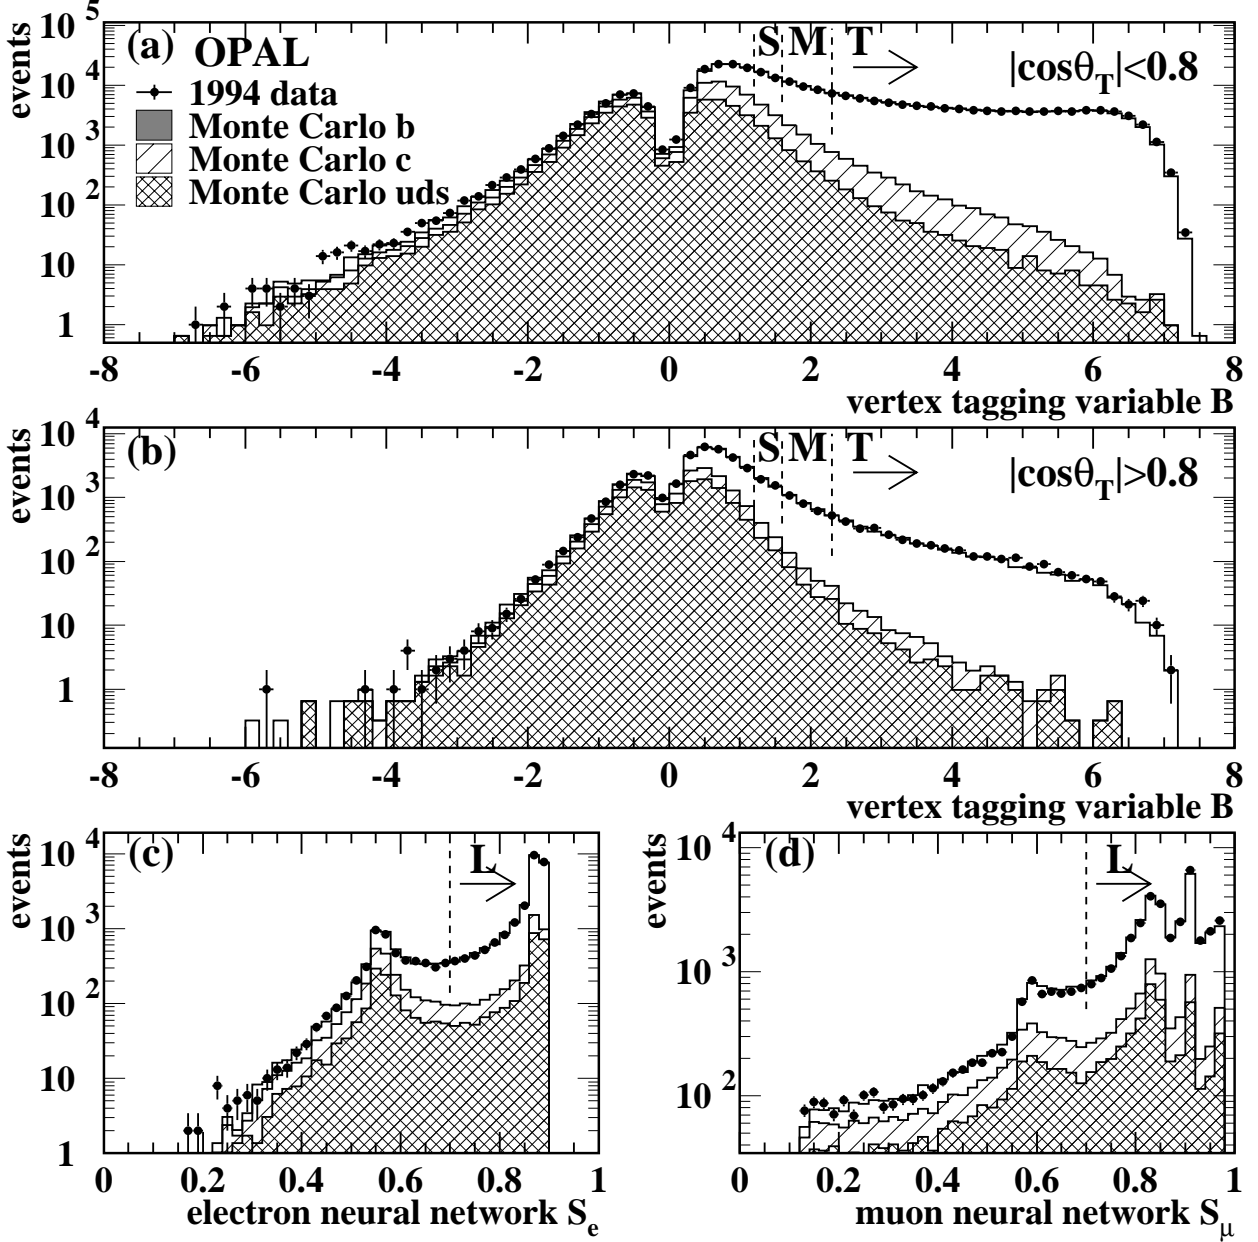 (a) OPAL
1994 data
Monte Carlo b
Monte Carlo c
Monte Carlo uds
S M T
|cosθ_T|<0.8
events
10^5
10^4
10^3
10^2
10
1
-8 -6 -4 -2 0 2 4 6 8
vertex tagging variable B
(b)
S M T
|cosθ_T|>0.8
events
10^4
10^3
10^2
10
1
-8 -6 -4 -2 0 2 4 6 8
vertex tagging variable B
(c)
L
events
10^4
10^3
10^2
10
1
0 0.2 0.4 0.6 0.8 1
electron neural network S_e
(d)
L
events
10^4
10^3
10^2
0 0.2 0.4 0.6 0.8 1
muon neural network S_μ